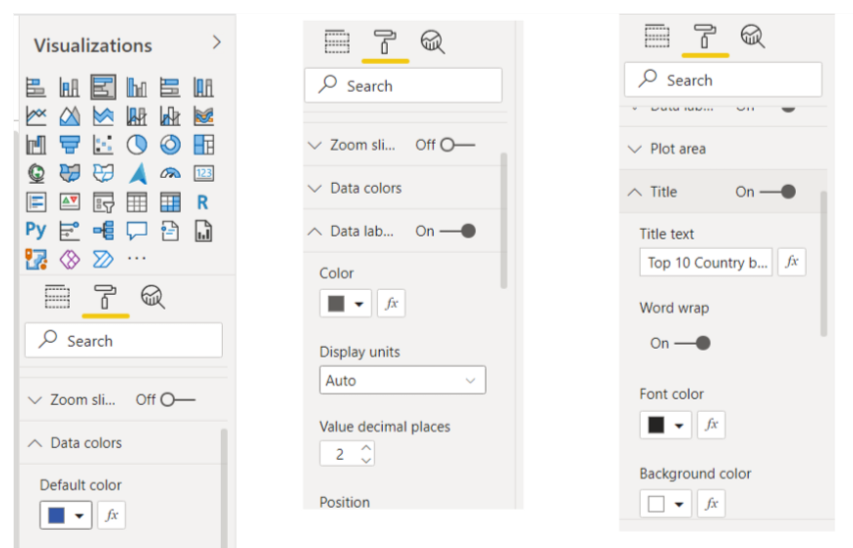 Visualizations
123
R
Py
Search
Zoom sli... Off
Data colors
Default color
fx
Search
Zoom sli... Off
Data colors
Data lab... On
Color
fx
Display units
Auto
Value decimal places
2
Position
Search
Data lab... On
Plot area
Title On
Title text
Top 10 Country b... fx
Word wrap
On
Font color
fx
Background color
fx